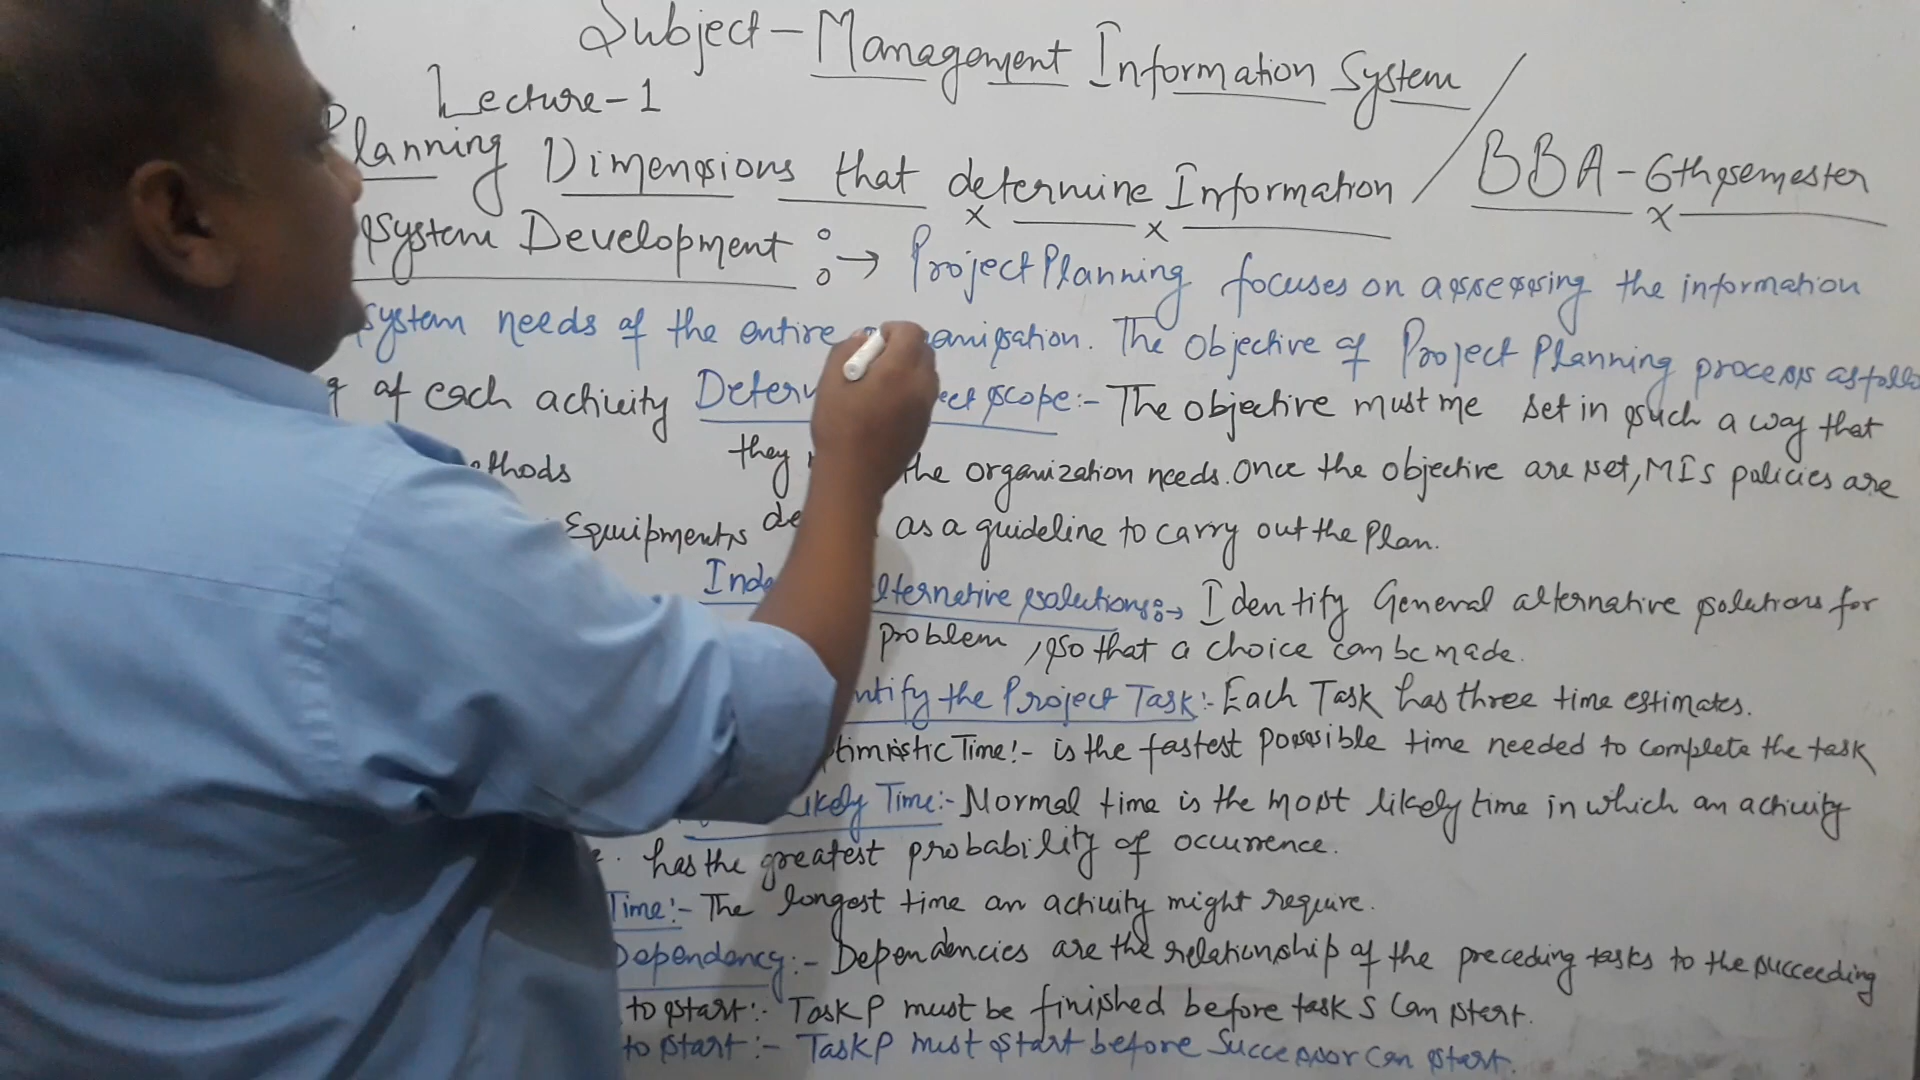 Subject - Management Information System
Lecture - 1
Planning Dimensions that determine Information / BBA - 6th semester
System Development :→ Project Planning focuses on assessing the information
system needs of the entire organisation. The Objective of Project Planning process as follo
of each activity
scope:- The objective must me set in such a way that
they the organization needs. Once the objective are set, MIS policies are
as a guideline to carry out the Plan.
thods
Equipments
lternative solutions:→ Identify General alternative solutions for
problem, so that a choice can be made.
ntify the Project Task:- Each Task has three time estimates.
timistic Time:- is the fastest possible time needed to complete the task
ikely Time:- Normal time is the most likely time in which an activity
has the greatest probability of occurrence.
Time:- The longest time an activity might require.
Dependency:- Dependencies are the relationship of the preceding tasks to the succeeding
to start:- Task P must be finished before task S Can start.
to start:- Task P must start before Successor can start.